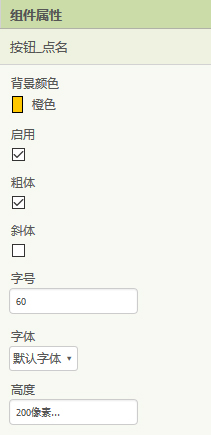 组件属性
按钮_点名
背景颜色
橙色
启用
粗体
斜体
字号
60
字体
默认字体
高度
200像素...